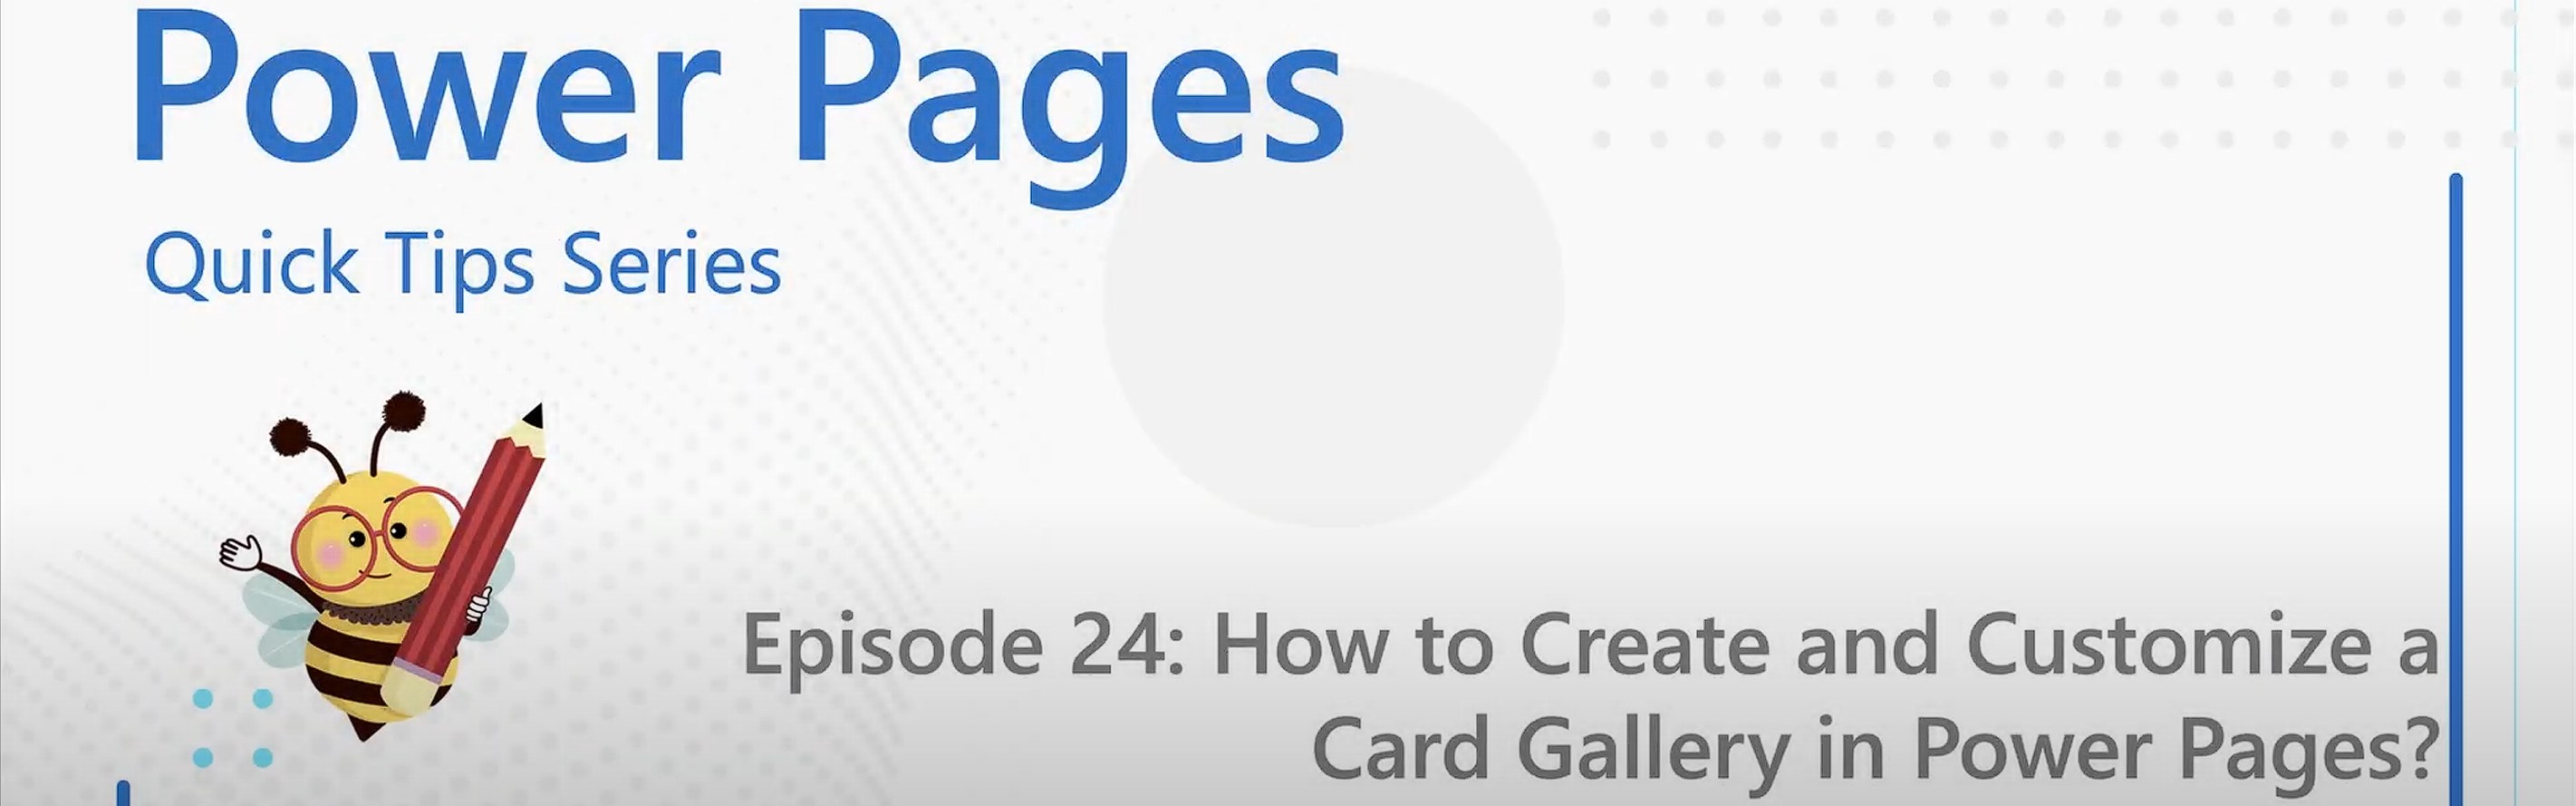 Power Pages
Quick Tips Series
Episode 24: How to Create and Customize a
Card Gallery in Power Pages?